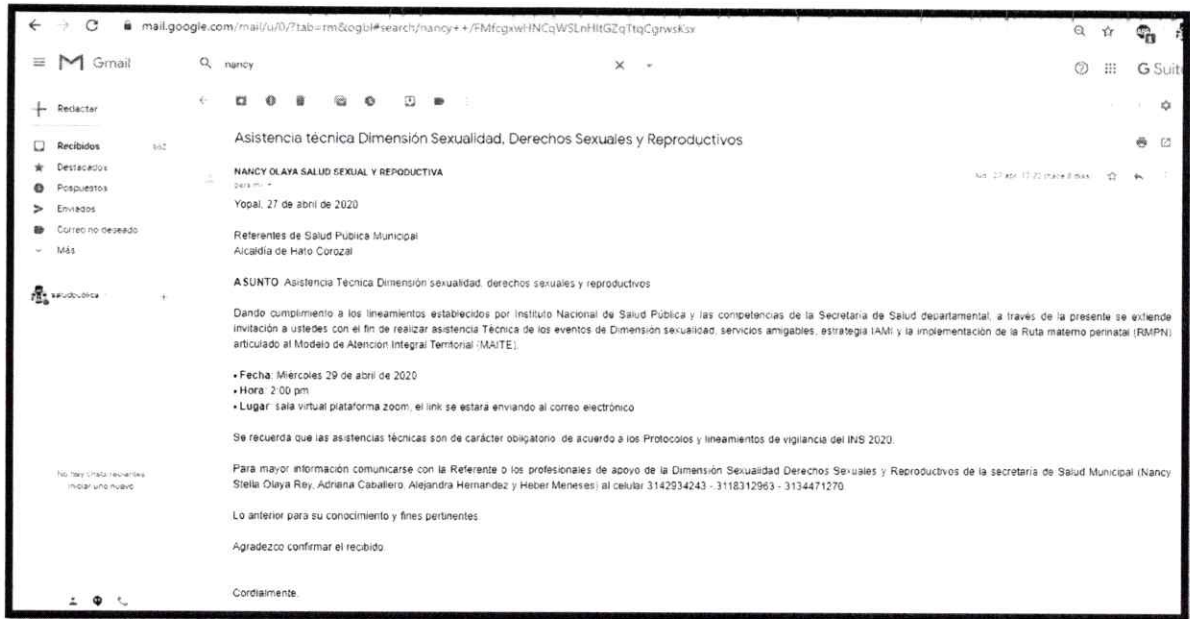 mail.google.com/mail/u/0/?tab=rm&ogbl#search/nancy++/FMfcgxwHNCqWSLnHltGZqTtqCgrwsKsx
Gmail
nancy
G Suite
Redactar
Asistencia técnica Dimensión Sexualidad, Derechos Sexuales y Reproductivos
Recibidos
Destacados
NANCY OLAYA SALUD SEXUAL Y REPODUCTIVA
para mí
Pospuestos
Yopal, 27 de abril de 2020
Enviados
Correo no deseado
Referentes de Salud Pública Municipal
Más
Alcaldía de Hato Corozal
ASUNTO: Asistencia Técnica Dimensión sexualidad, derechos sexuales y reproductivos
saludpublica
Dando cumplimiento a los lineamientos establecidos por Instituto Nacional de Salud Pública y las competencias de la Secretaria de Salud departamental, a través de la presente se extiende
invitación a ustedes con el fin de realizar asistencia Técnica de los eventos de Dimensión sexualidad, servicios amigables, estrategia IAMI y la implementación de la Ruta materno perinatal (RMPN)
articulado al Modelo de Atención Integral Territorial (MAITE).
• Fecha: Miércoles 29 de abril de 2020
• Hora: 2:00 pm
• Lugar: sala virtual plataforma zoom, el link se estara enviando al correo electrónico
Se recuerda que las asistencias técnicas son de carácter obligatorio de acuerdo a los Protocolos y lineamientos de vigilancia del INS 2020.
Para mayor información comunicarse con la Referente o los profesionales de apoyo de la Dimensión Sexualidad Derechos Sexuales y Reproductivos de la secretaria de Salud Municipal (Nancy
Stella Olaya Rey, Adriana Caballero, Alejandra Hernandez y Heber Meneses) al celular 3142934243 - 3118312963 - 3134471270
No hay chats recientes
Iniciar uno nuevo
Lo anterior para su conocimiento y fines pertinentes
Agradezco confirmar el recibido.
Cordialmente.